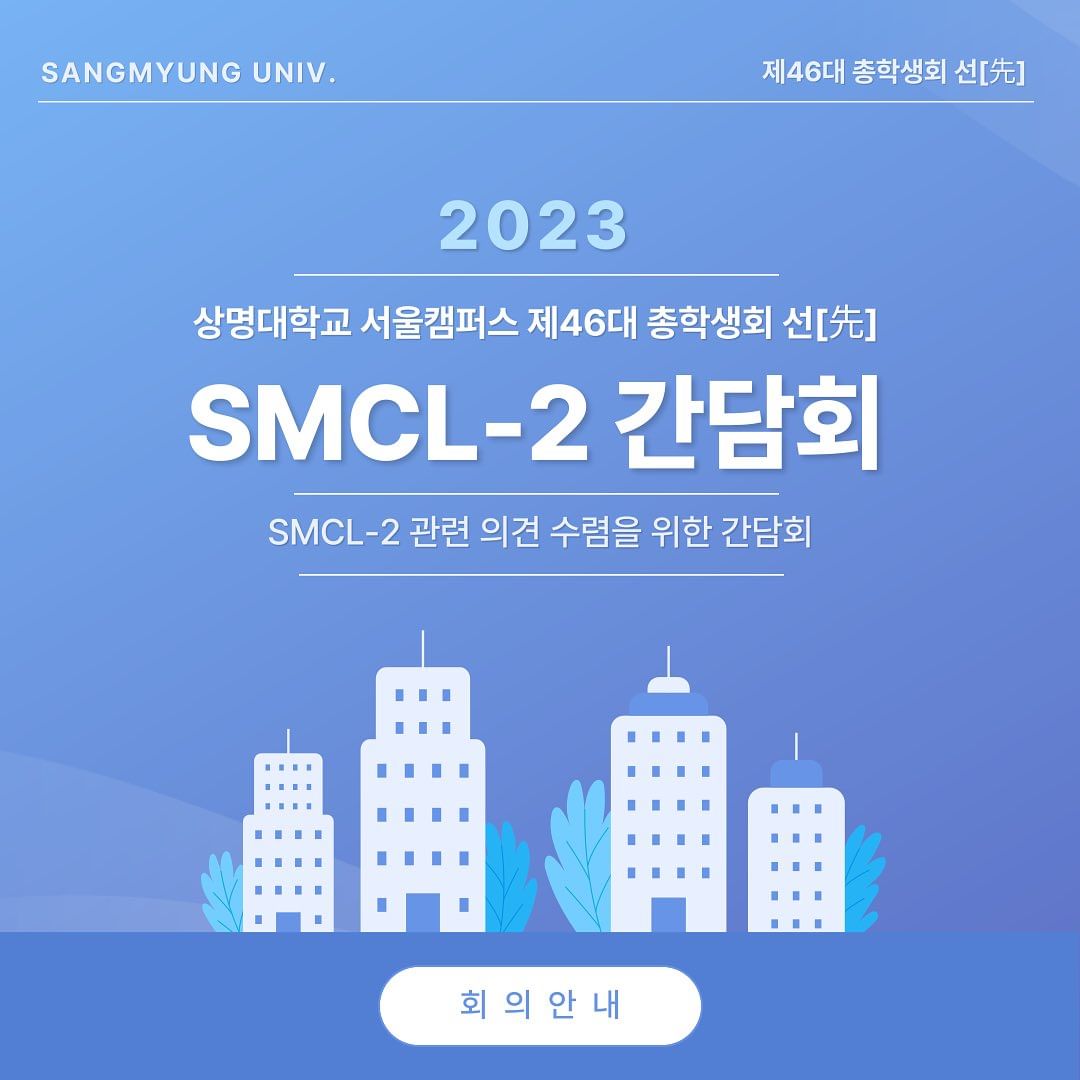 SANGMYUNG UNIV.
제46대 총학생회 선[先]
2023
상명대학교 서울캠퍼스 제46대 총학생회 선[先]
SMCL-2 간담회
SMCL-2 관련 의견 수렴을 위한 간담회
회의안내